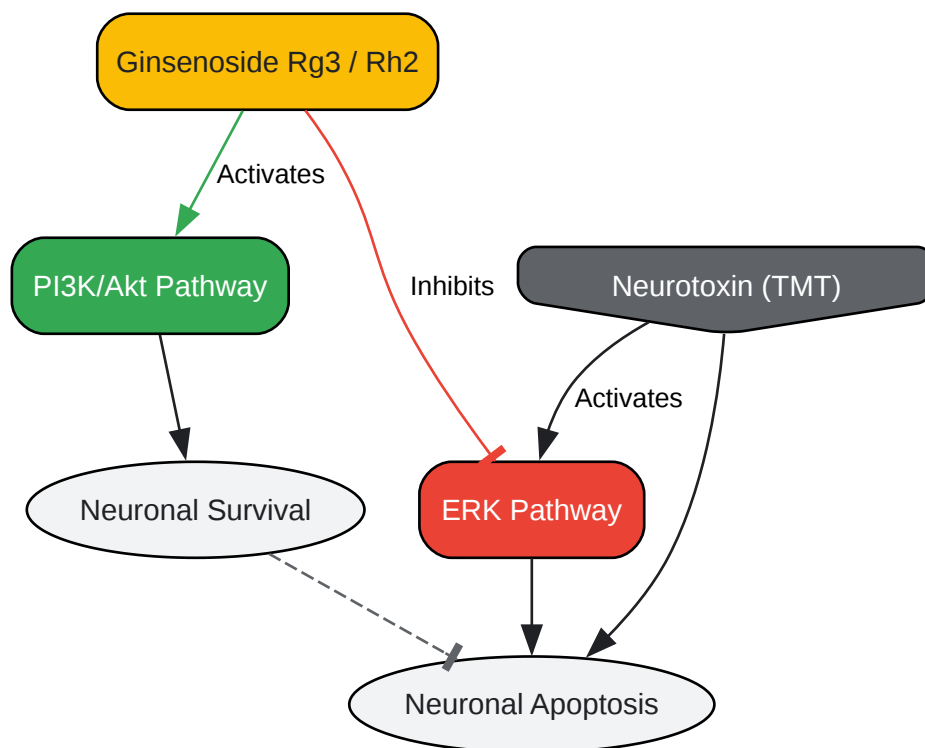 Ginsenoside Rg3 / Rh2
Activates
PI3K/Akt Pathway
Inhibits
Neurotoxin (TMT)
Activates
Neuronal Survival
ERK Pathway
Neuronal Apoptosis